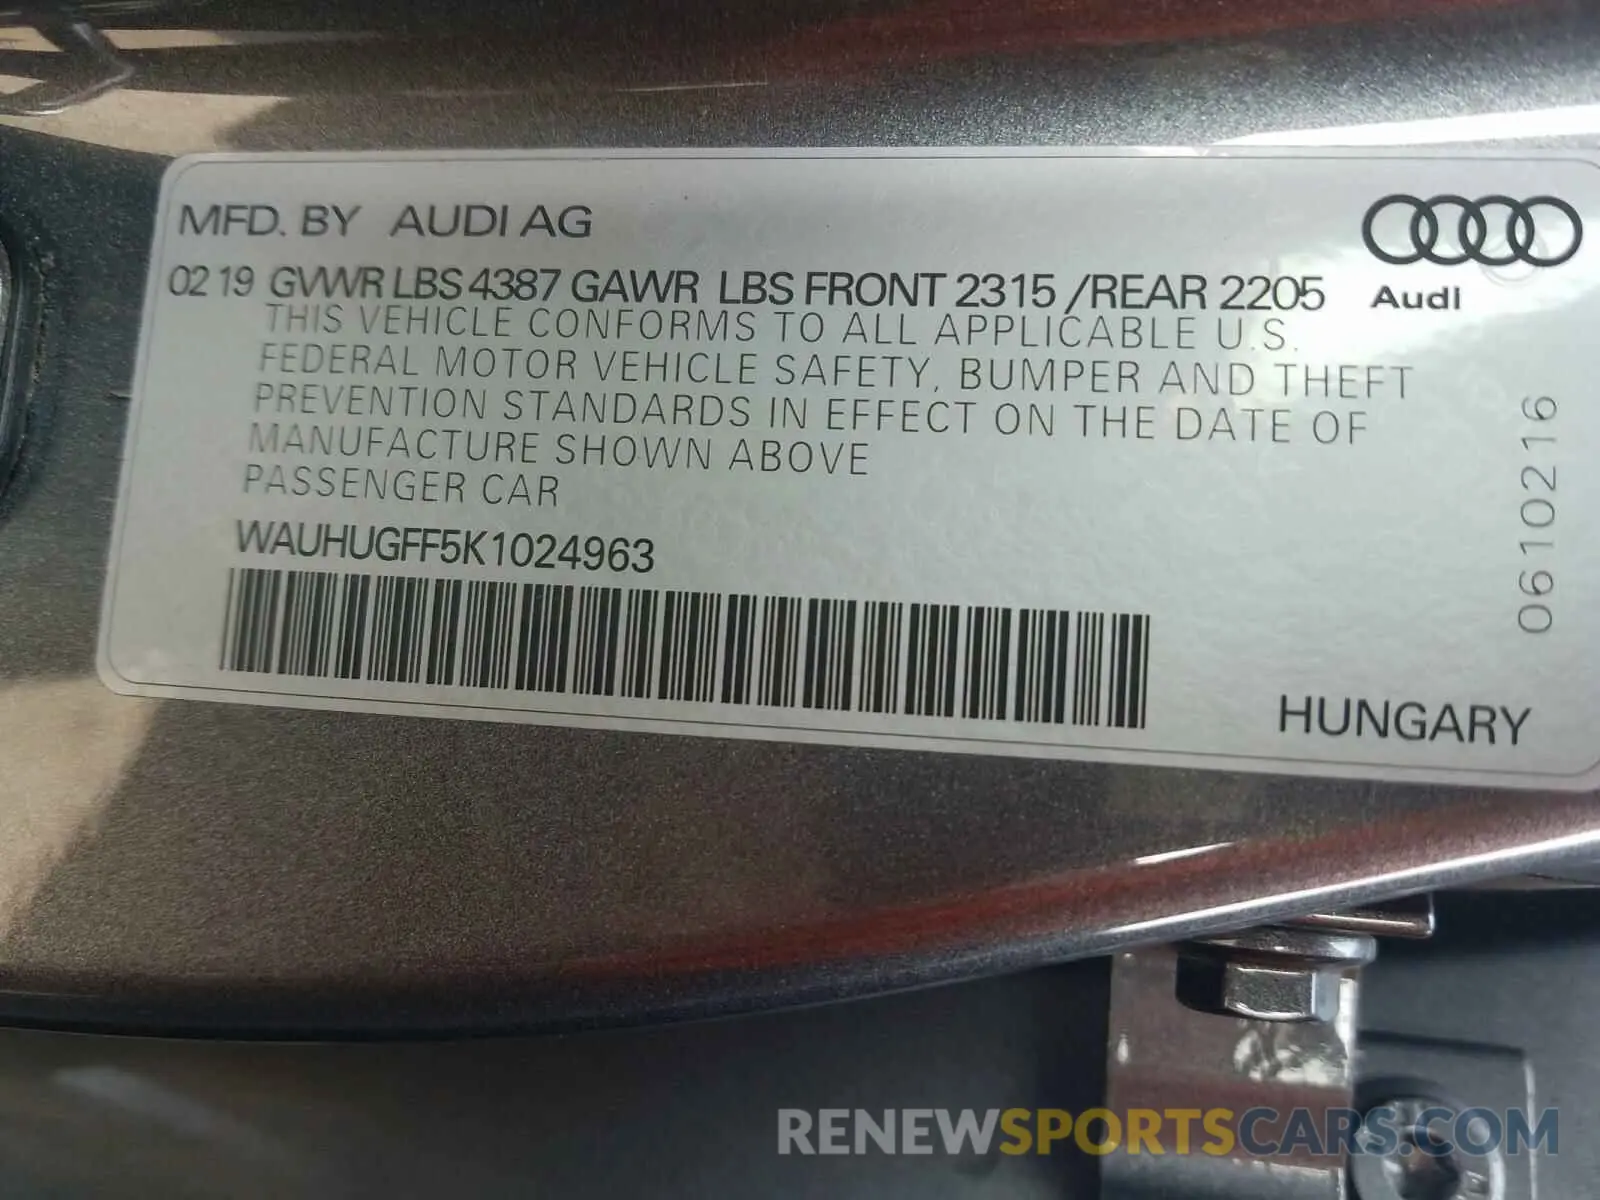 MFD. BY AUDI AG
02 19 GVWR LBS 4387 GAWR LBS FRONT 2315 /REAR 2205
Audi
THIS VEHICLE CONFORMS TO ALL APPLICABLE U.S.
FEDERAL MOTOR VEHICLE SAFETY, BUMPER AND THEFT
PREVENTION STANDARDS IN EFFECT ON THE DATE OF
MANUFACTURE SHOWN ABOVE
PASSENGER CAR
WAUHUGFF5K1024963
0610216
HUNGARY
RENEWSPORTSCARS.COM